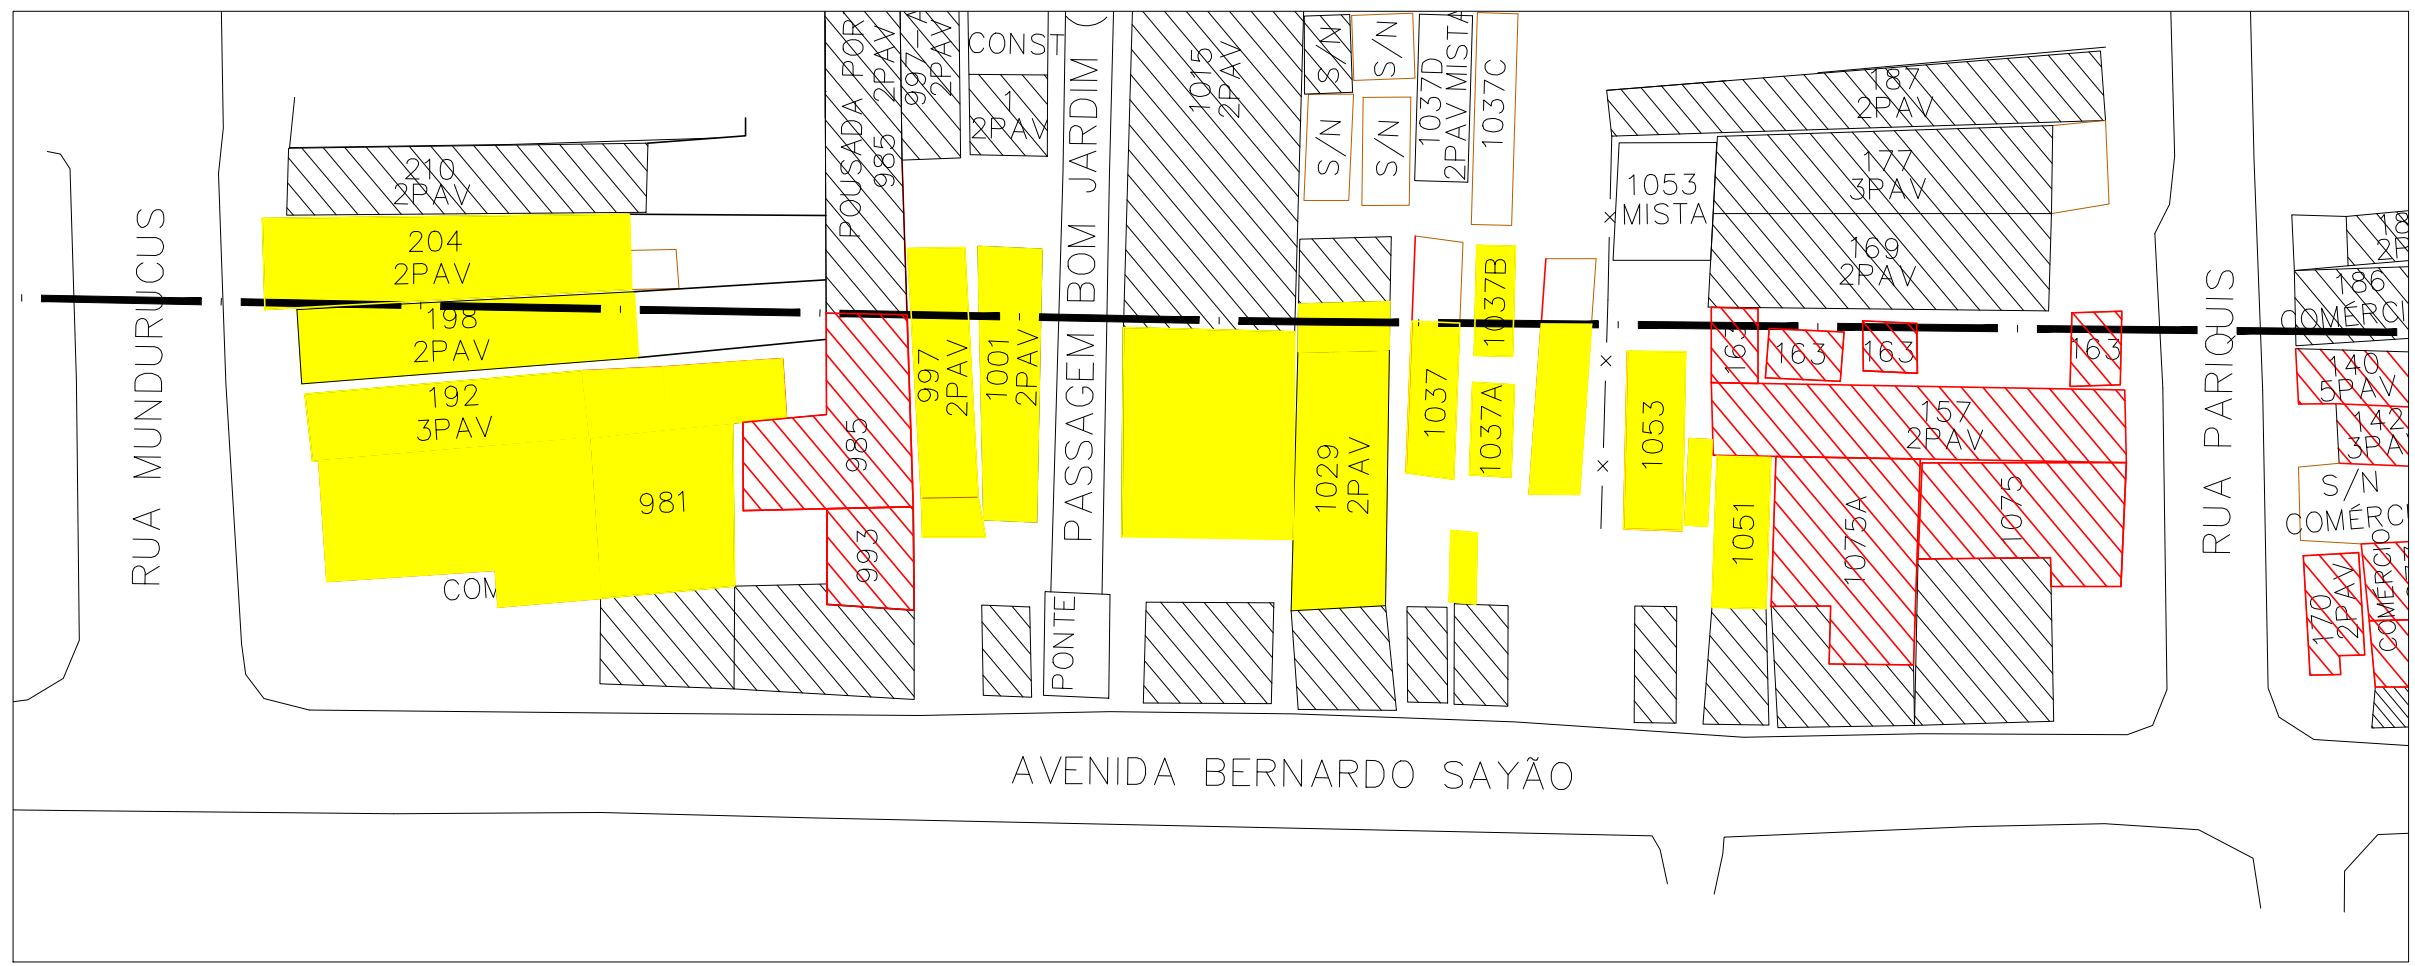 RUA MUNDURUCUS
210
2PAV
204
2PAV
198
2PAV
192
3PAV
981
POUSADA POR
985
2PAV
985
993
2PAV
997
2PAV
1001
2PAV
CONST
1
2PAV
PASSAGEM BOM JARDIM (
PONTE
1015
2PAV
S/N
S/N
S/N
S/N
1037D
2PAV MISTA
1037C
1029
2PAV
1037
1037B
1037A
1053
MISTA
1053
1051
187
2PAV
177
3PAV
169
2PAV
163
163
163
157
2PAV
1075A
1075
RUA PARIQUIS
186
140
5PAV
142
S/N
170
2PAV
COMÉRCIO
AVENIDA BERNARDO SAYÃO